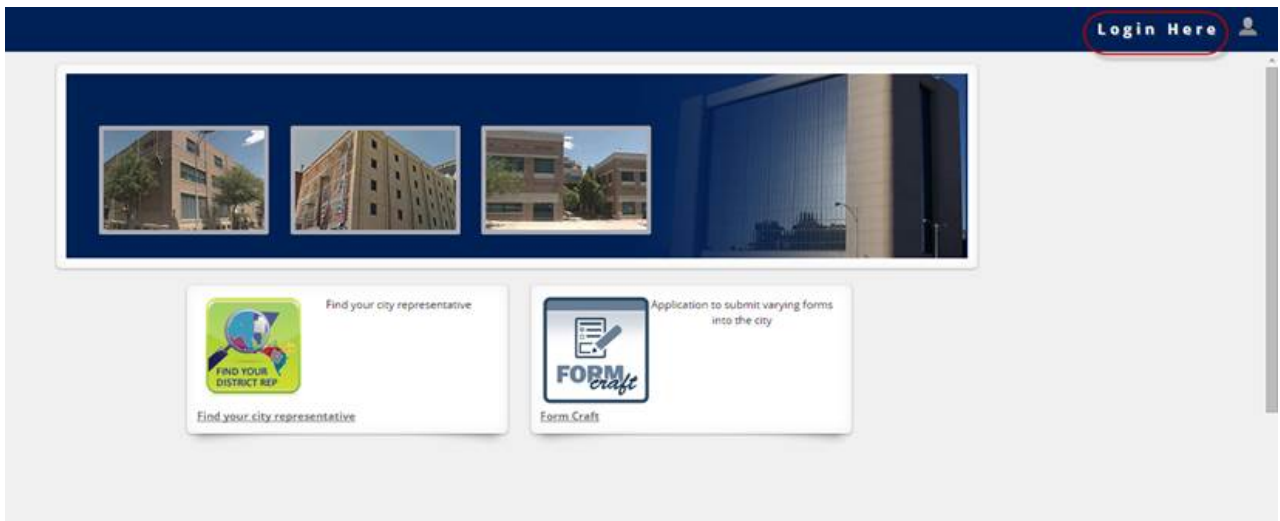 Login Here
Find your city representative
FIND YOUR
DISTRICT REP
Find your city representative
Application to submit varying forms
into the city
FORM
craft
Form Craft